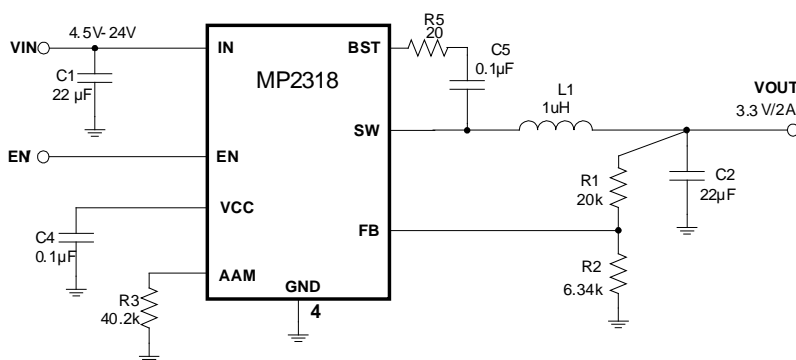 VIN
4.5V-24V
C1
22 µF
IN
BST
R5
20
C5
0.1µF
MP2318
L1
1uH
VOUT
3.3 V/2A
SW
EN
EN
R1
20k
C2
22µF
VCC
FB
C4
0.1µF
AAM
R2
6.34k
R3
40.2k
GND
4